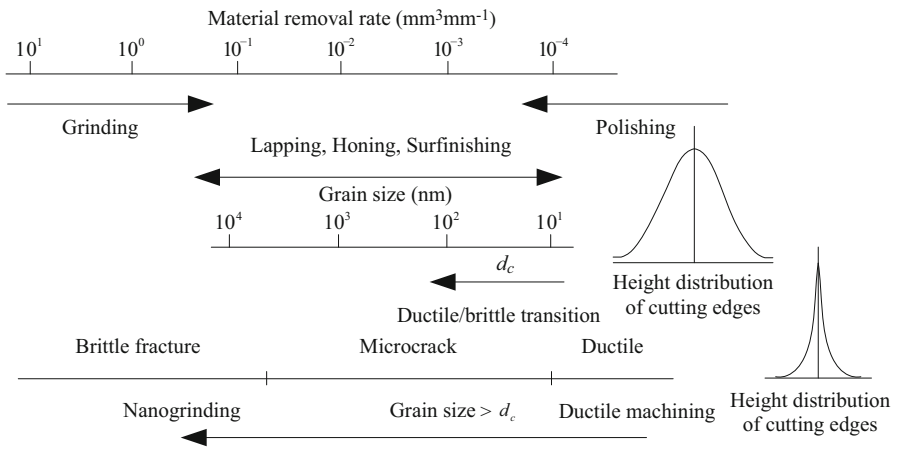 Material removal rate (mm³mm⁻¹)
10¹ 10⁰ 10⁻¹ 10⁻² 10⁻³ 10⁻⁴
Grinding
Polishing
Lapping, Honing, Surfinishing
Grain size (nm)
10⁴ 10³ 10² 10¹
d_c
Height distribution
of cutting edges
Ductile/brittle transition
Brittle fracture Microcrack Ductile
Nanogrinding Grain size > d_c Ductile machining
Height distribution
of cutting edges